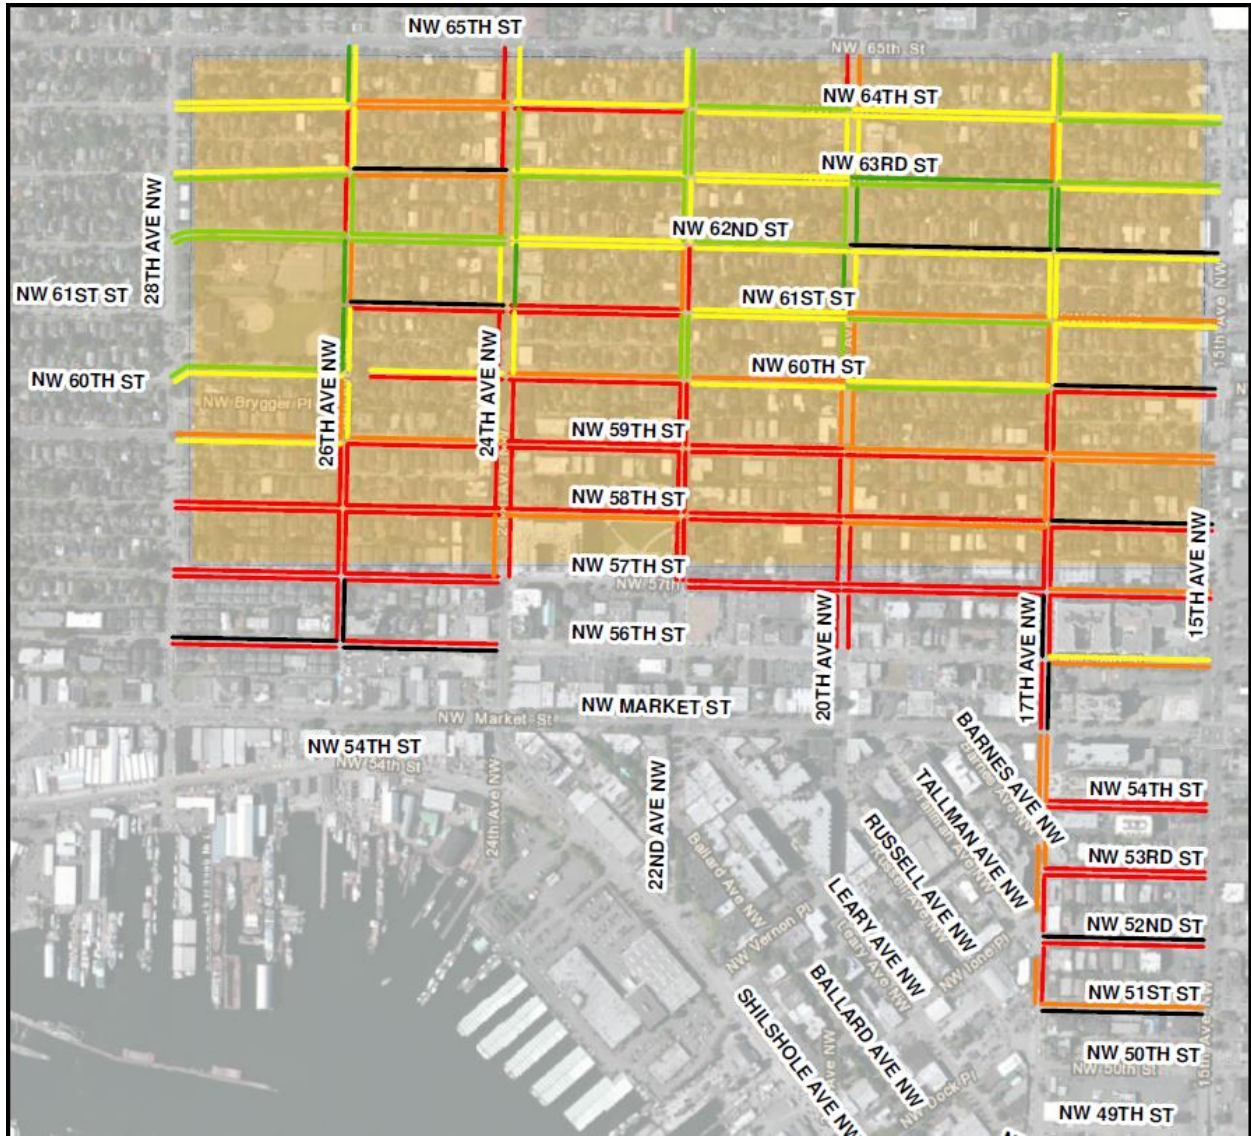 NW 65TH ST
NW 65th St
NW 64TH ST
NW 63RD ST
28TH AVE NW
NW 62ND ST
NW 61ST ST
NW 61ST ST
15th Ave NW
NW 60TH ST
NW 60TH ST
26TH AVE NW
24TH AVE NW
NW Brygger Pl
NW 59TH ST
NW 58TH ST
NW 57TH ST
NW 57th
15TH AVE NW
NW 56TH ST
20TH AVE NW
17TH AVE NW
NW MARKET ST
NW Market St
NW 54TH ST
NW 54th St
BARNES AVE NW
Barnes Ave NW
24th Ave NW
22ND AVE NW
TALLMAN AVE NW
Tallman Ave NW
NW 54TH ST
RUSSELL AVE NW
Russell Ave NW
Ballard Ave NW
NW 53RD ST
LEARY AVE NW
Leary Ave NW
NW Vernon Pl
NW Ione Pl
NW 52ND ST
BALLARD AVE NW
SHILSHOLE AVE NW
NW 51ST ST
15th Ave NW
Ave NW
NW 50TH ST
NW 50th St
NW Dock Pl
NW 49TH ST